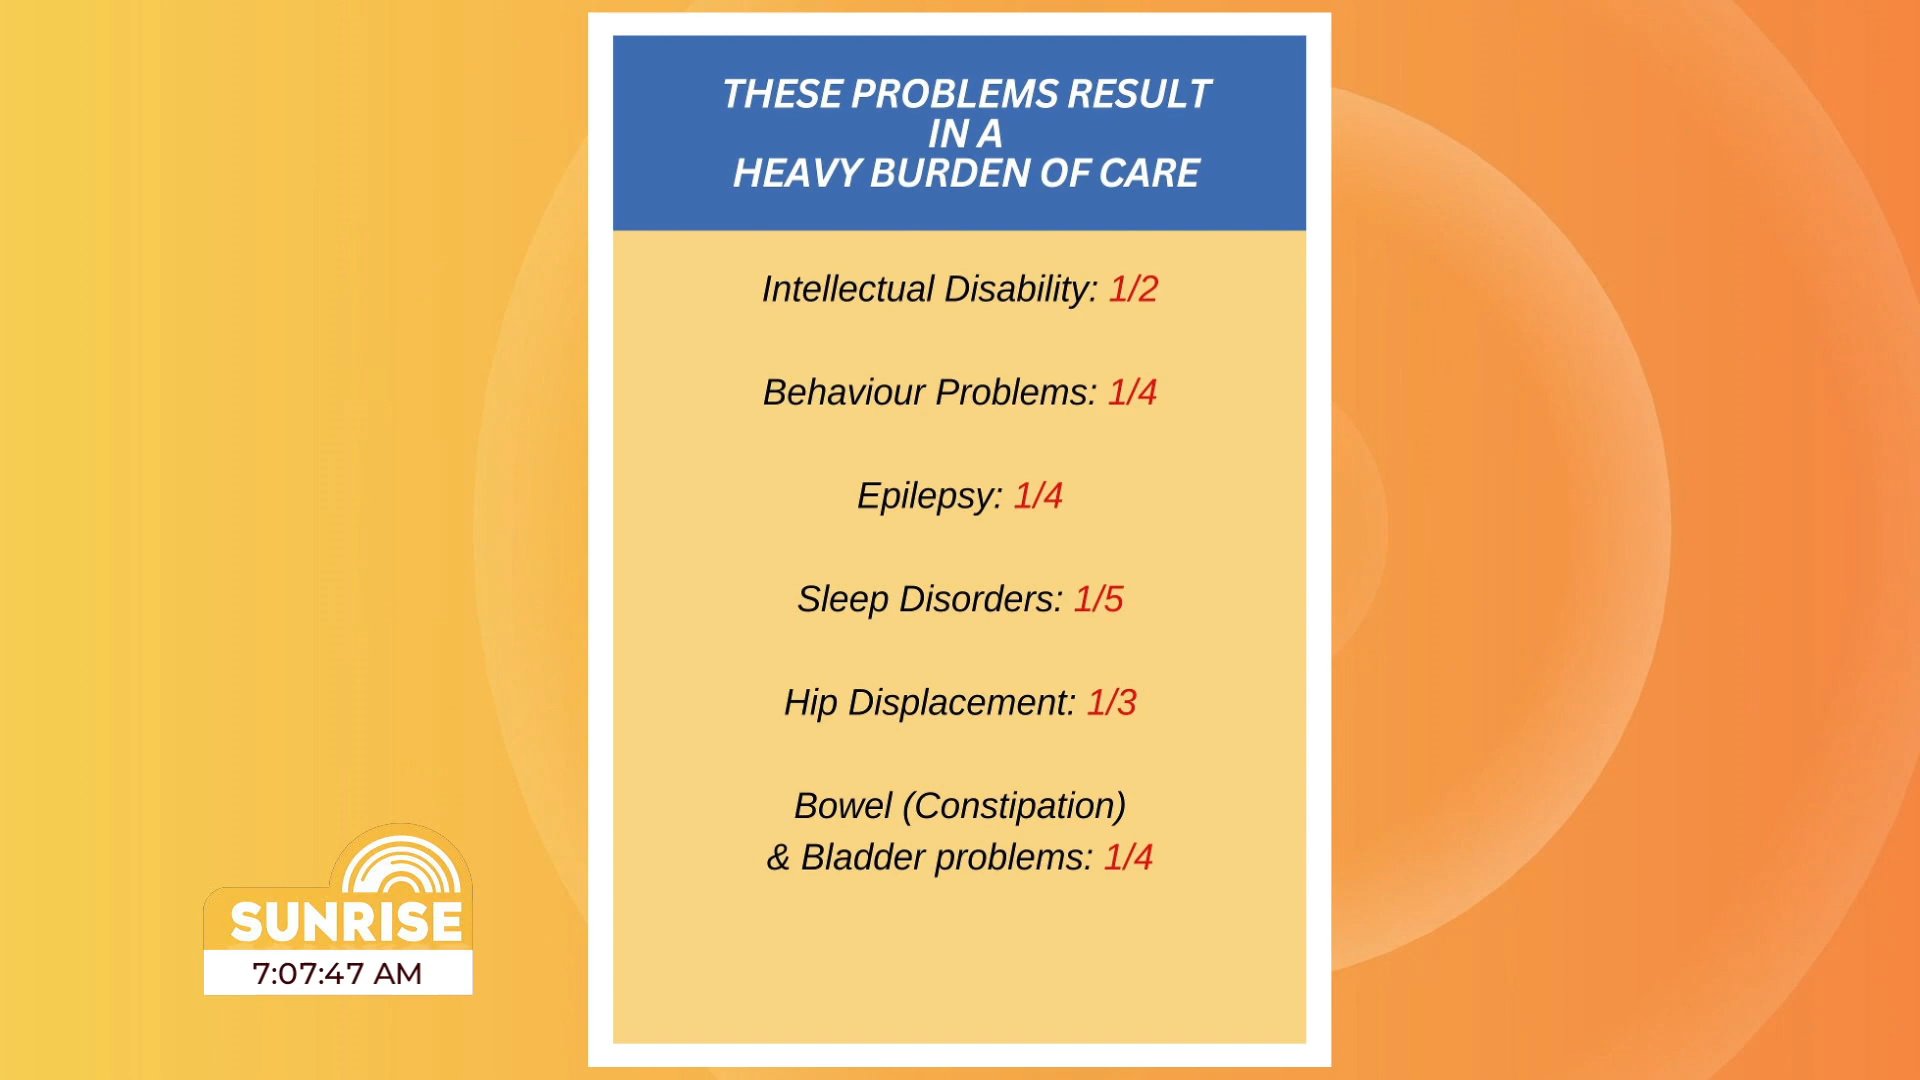 THESE PROBLEMS RESULT
IN A
HEAVY BURDEN OF CARE
Intellectual Disability: 1/2
Behaviour Problems: 1/4
Epilepsy: 1/4
Sleep Disorders: 1/5
Hip Displacement: 1/3
Bowel (Constipation)
& Bladder problems: 1/4
SUNRISE
7:07:47 AM